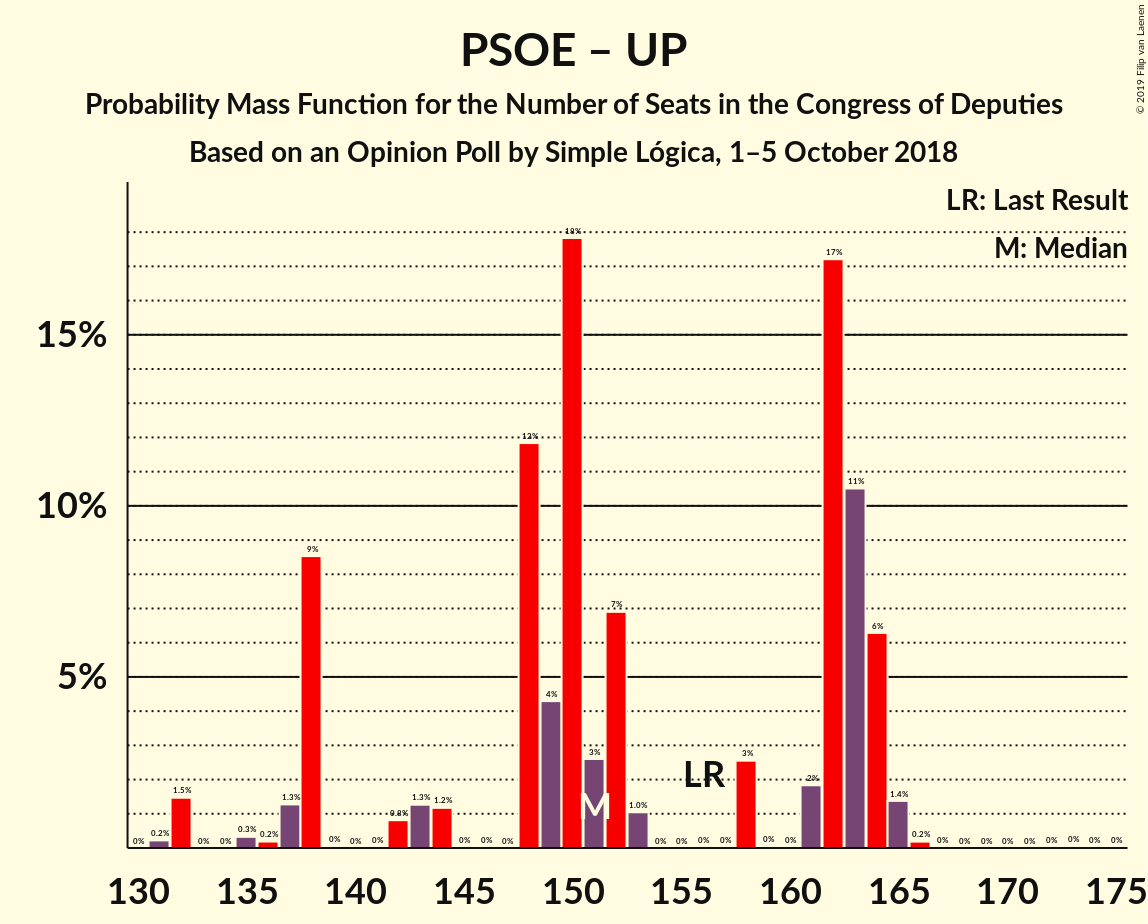 PSOE – UP
Probability Mass Function for the Number of Seats in the Congress of Deputies
Based on an Opinion Poll by Simple Lógica, 1–5 October 2018
© 2019 Filip van Laenen
LR: Last Result
M: Median
15%
10%
5%
0% 0.2% 1.5% 0% 0% 0.3% 0.2% 1.3% 9% 0% 0% 0% 0.8% 1.3% 1.2% 0% 0% 0% 12% 4% 18% 3% 7% 1.0% 0% 0% 0% 0% 3% 0% 0% 2% 17% 11% 6% 1.4% 0.2% 0% 0% 0% 0% 0% 0% 0% 0% 0%
LR
M
130 135 140 145 150 155 160 165 170 175